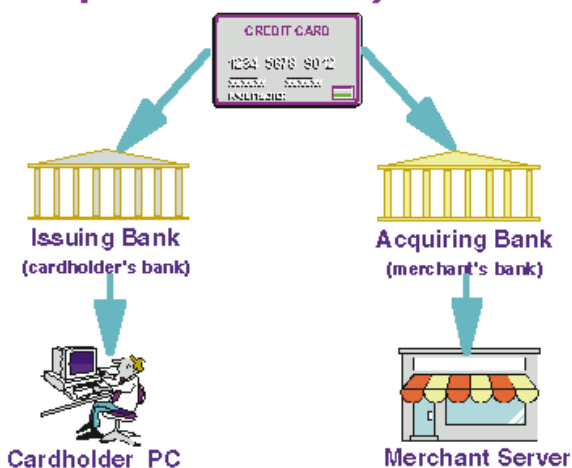 CREDIT CARD
1234 5678 9012
Issuing Bank
(cardholder's bank)
Acquiring Bank
(merchant's bank)
Cardholder PC
Merchant Server